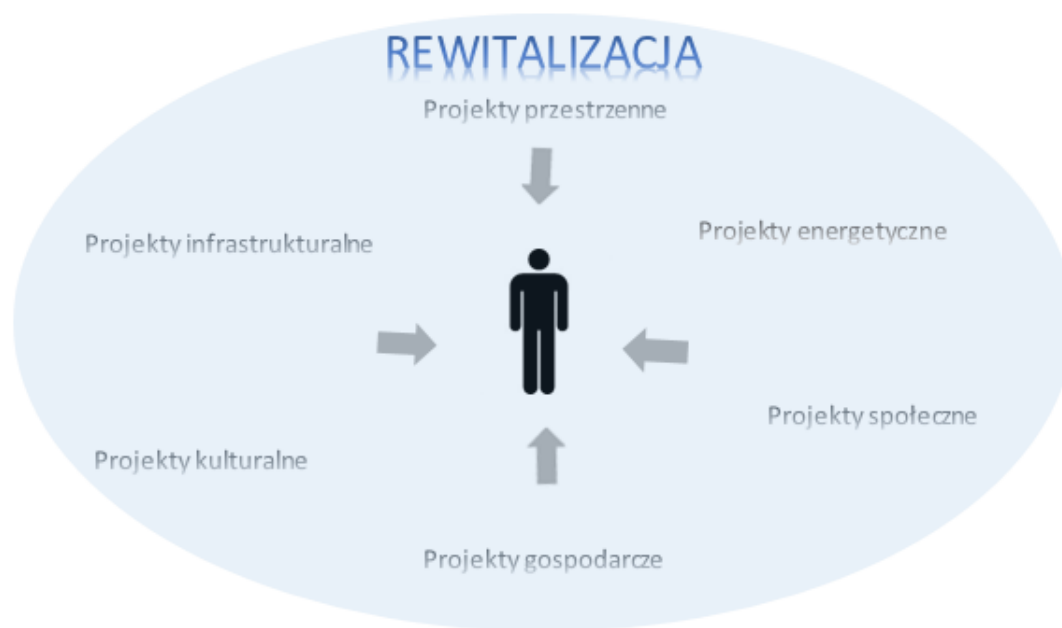 REWITALIZACJA
Projekty przestrzenne
Projekty infrastrukturalne
Projekty energetyczne
Projekty społeczne
Projekty kulturalne
Projekty gospodarcze